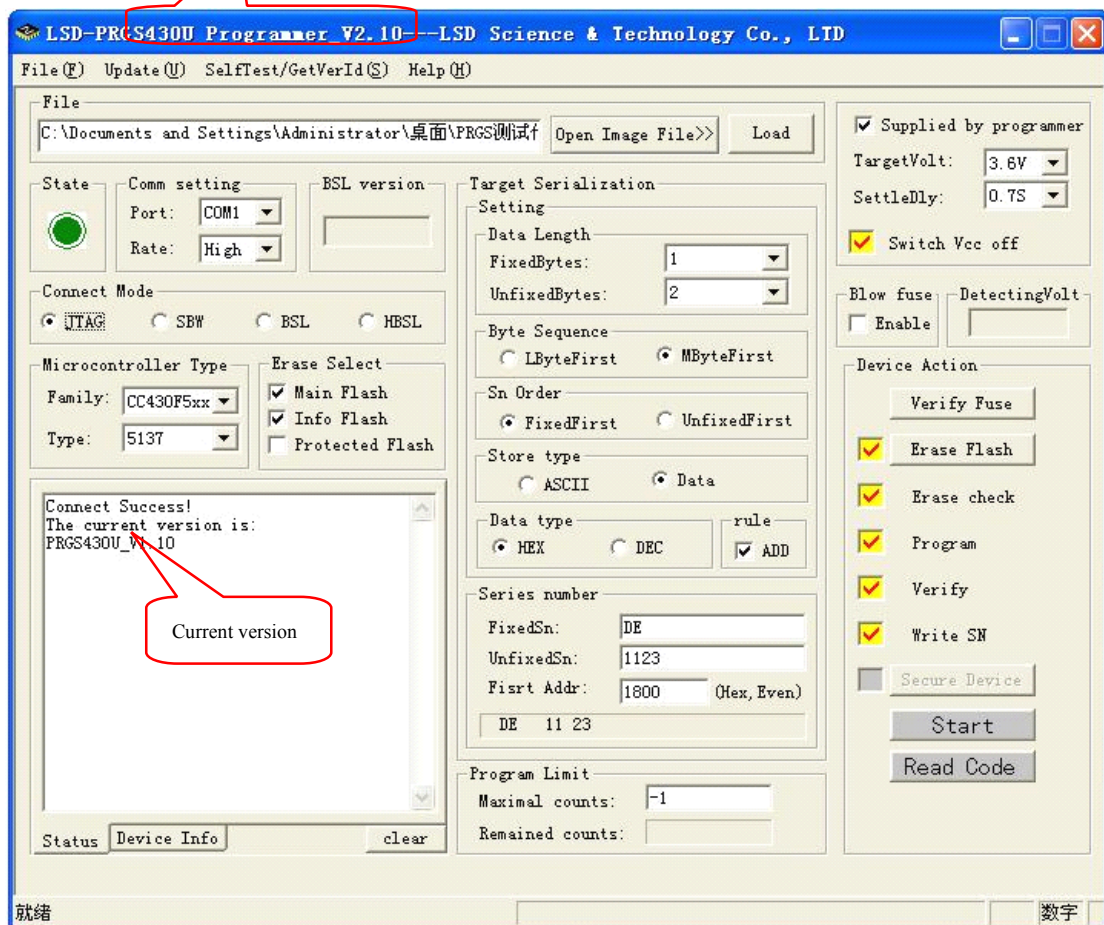 LSD-PRGS430U Programmer_V2.10---LSD Science & Technology Co., LTD
File(F) Update(U) SelfTest/GetVerId(S) Help(H)
File
C:\Documents and Settings\Administrator\桌面\PRGS测试 Open Image File>> Load
State
Comm setting
Port: COM1
Rate: High
BSL version
Connect Mode
JTAG SBW BSL HBSL
Microcontroller Type
Family: CC430F5xx
Type: 5137
Erase Select
Main Flash
Info Flash
Protected Flash
Connect Success!
The current version is:
PRGS430U_V1.10
Current version
Status Device Info clear
Target Serialization
Setting
Data Length
FixedBytes: 1
UnfixedBytes: 2
Byte Sequence
LByteFirst MByteFirst
Sn Order
FixedFirst UnfixedFirst
Store type
ASCII Data
Data type
HEX DEC
rule
ADD
Series number
FixedSn: DE
UnfixedSn: 1123
Fisrt Addr: 1800 (Hex, Even)
DE 11 23
Program Limit
Maximal counts: -1
Remained counts:
Supplied by programmer
TargetVolt: 3.6V
SettleDly: 0.7S
Switch Vcc off
Blow fuse
Enable
DetectingVolt
Device Action
Verify Fuse
Erase Flash
Erase check
Program
Verify
Write SN
Secure Device
Start
Read Code
就绪 数字